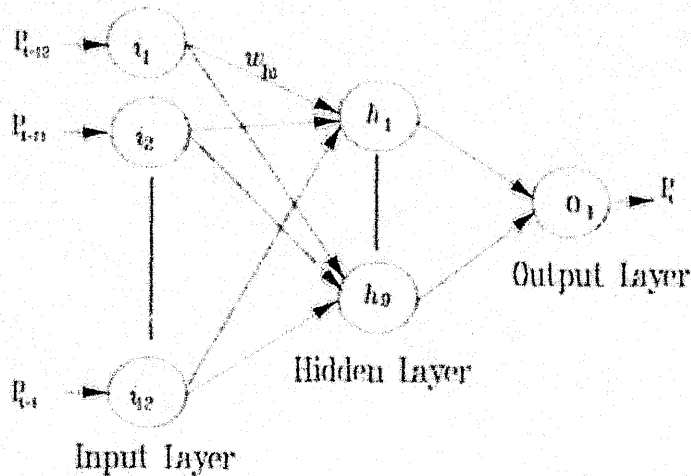 P_{t-12}
i_1
w_{hi}
P_{t-11}
i_2
h_1
o_1
P_t
Output Layer
h_9
Hidden Layer
P_{t-1}
i_{12}
Input Layer